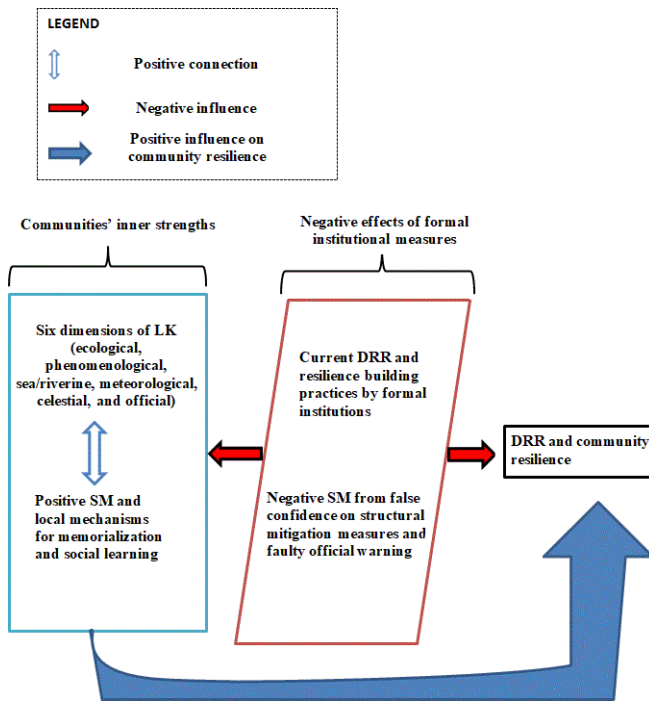 LEGEND
Positive connection
Negative influence
Positive influence on
community resilience
Communities' inner strengths
Negative effects of formal
institutional measures
Six dimensions of LK
(ecological,
phenomenological,
sea/riverine, meteorological,
celestial, and official)
Positive SM and
local mechanisms
for memorialization
and social learning
Current DRR and
resilience building
practices by formal
institutions
Negative SM from false
confidence on structural
mitigation measures and
faulty official warning
DRR and community
resilience